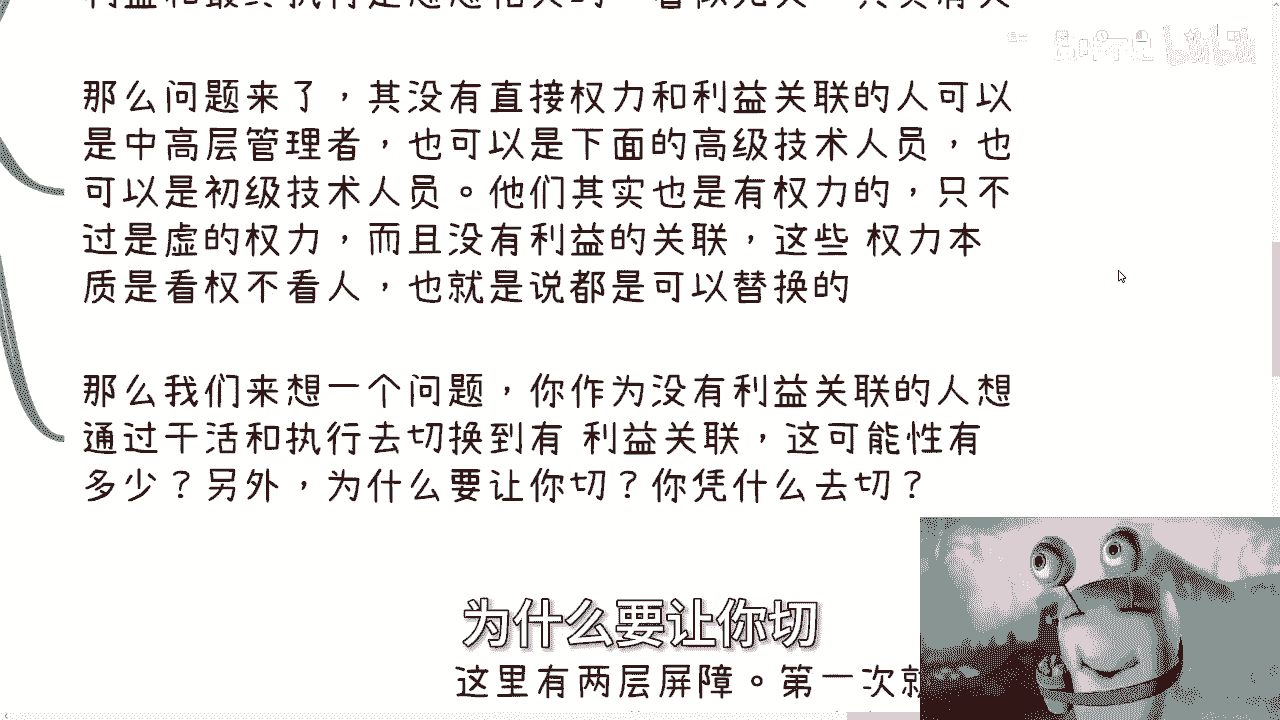 那么问题来了，其没有直接权力和利益关联的人可以
是中高层管理者，也可以是下面的高级技术人员，也
可以是初级技术人员。他们其实也是有权力的，只不
过是虚的权力，而且没有利益的关联，这些 权力本
质是看权不看人，也就是说都是可以替换的
那么我们来想一个问题，你作为没有利益关联的人想
通过干活和执行去切换到有 利益关联，这可能性有
多少？另外，为什么要让你切？你凭什么去切？
为什么要让你切
这里有两层屏障。第一次就